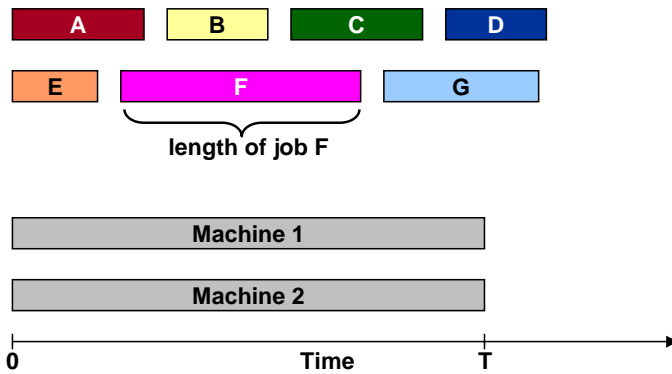 A B C D
E F G
length of job F
Machine 1
Machine 2
0 Time T